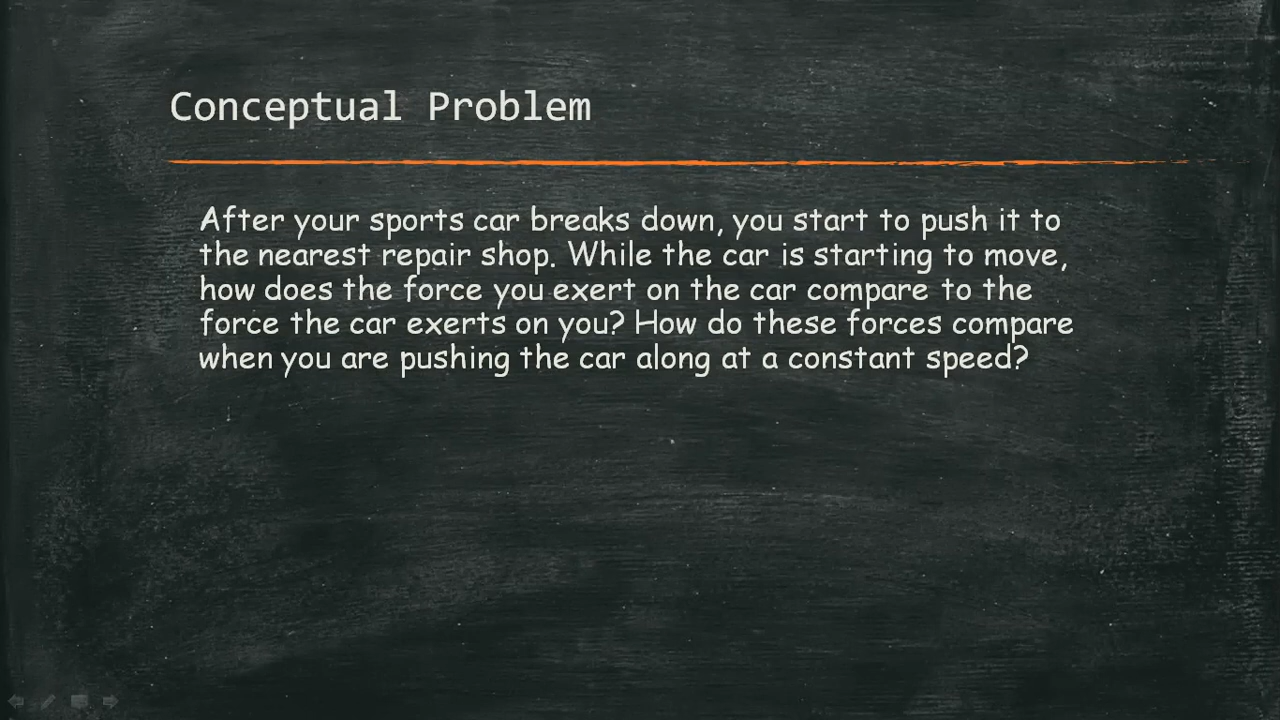 Conceptual Problem
After your sports car breaks down, you start to push it to
the nearest repair shop. While the car is starting to move,
how does the force you exert on the car compare to the
force the car exerts on you? How do these forces compare
when you are pushing the car along at a constant speed?